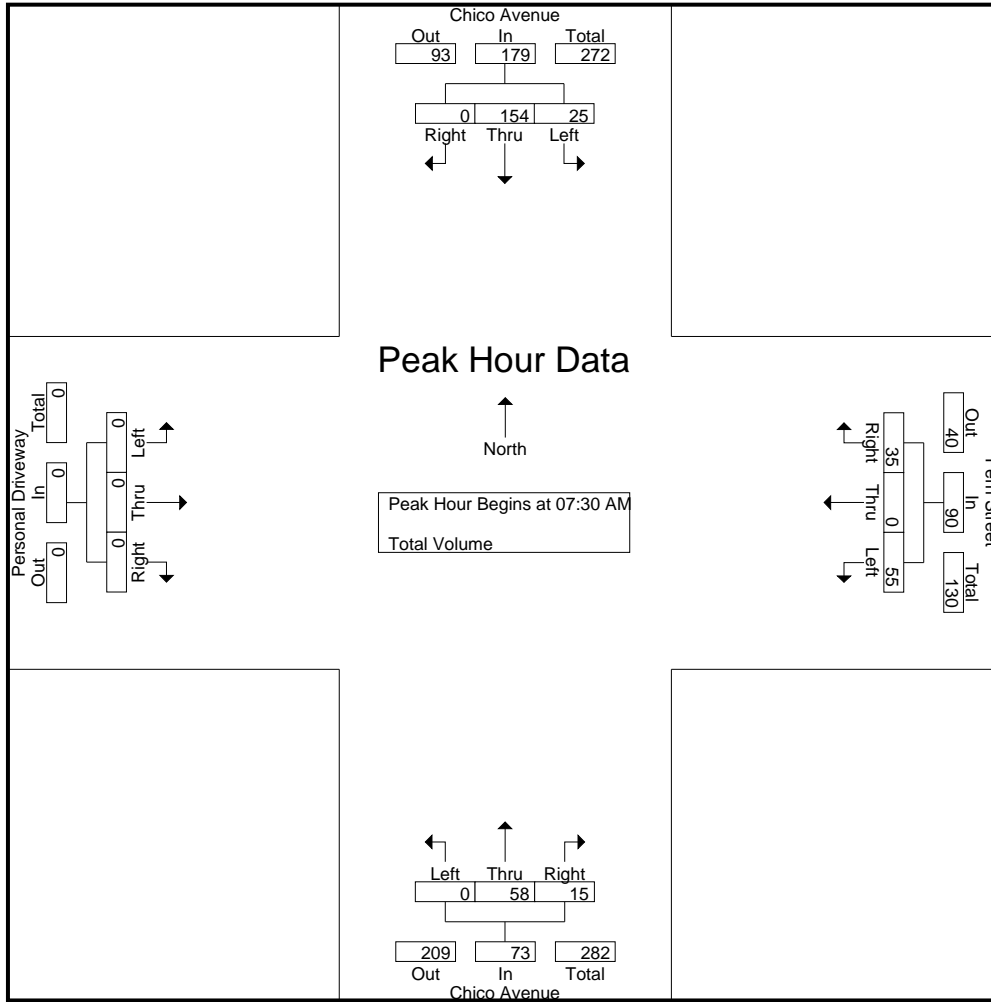 Chico Avenue
Out In Total
93 179 272
0 154 25
Right Thru Left
Peak Hour Data
North
Peak Hour Begins at 07:30 AM
Total Volume
Personal Driveway
Out In Total
0 0 0
Right Thru Left
0 0 0
Out In Total
40 90 130
35 0 55
Right Thru Left
Street
Left Thru Right
0 58 15
209 73 282
Out In Total
Chico Avenue